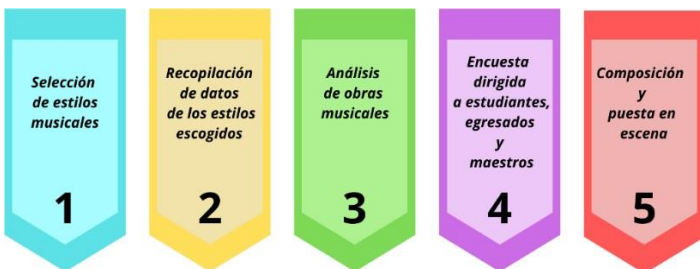 Selección
de estilos
musicales
1
Recopilación
de datos
de los estilos
escogidos
2
Análisis
de obras
musicales
3
Encuesta
dirigida
a estudiantes,
egresados
y
maestros
4
Composición
y
puesta en
escena
5